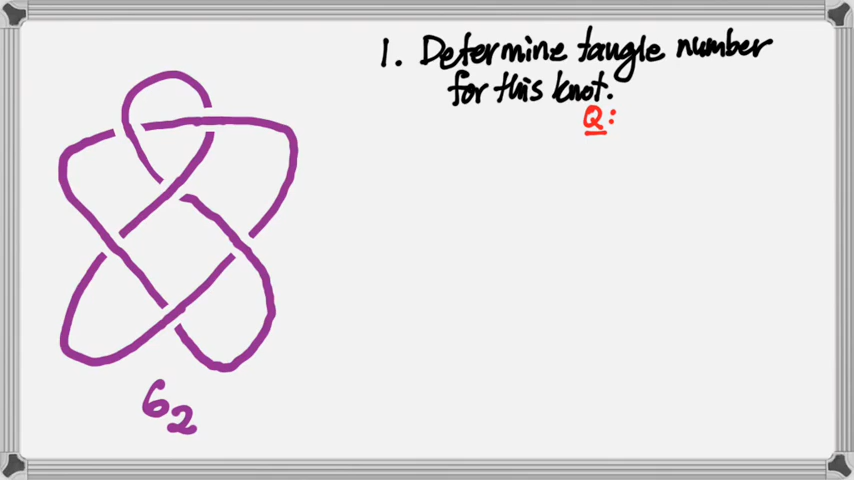 1. Determine tangle number
for this knot.
Q:
6₂